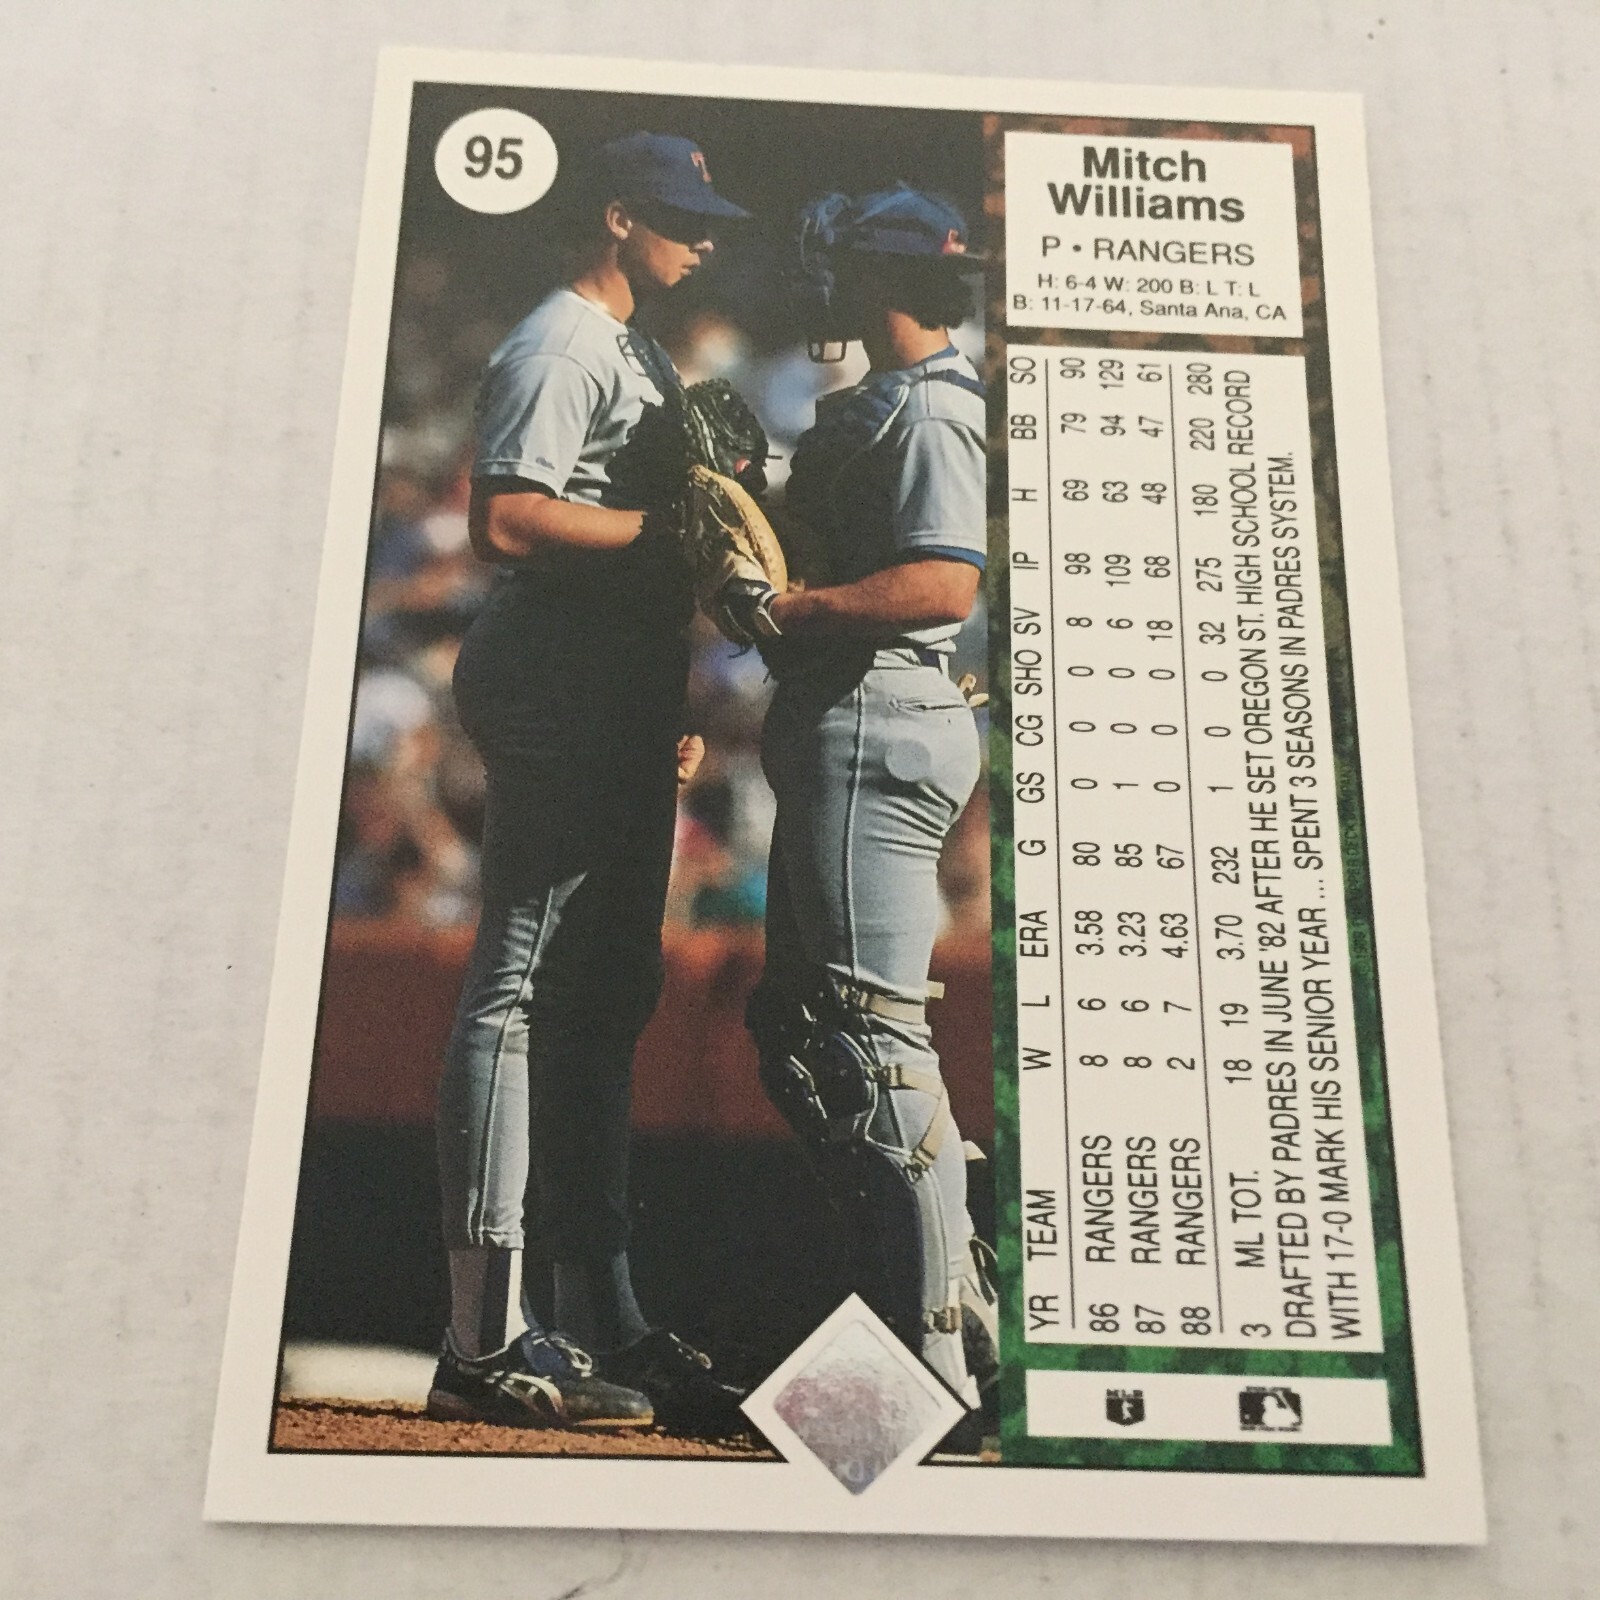 95
T
Mitch
Williams
P • RANGERS
H: 6-4 W: 200 B: L T: L
B: 11-17-64, Santa Ana, CA
YR TEAM W L ERA G GS CG SHO SV IP H BB SO
86 RANGERS 8 6 3.58 80 0 0 0 8 98 69 79 90
87 RANGERS 8 6 3.23 85 1 0 0 6 109 63 94 129
88 RANGERS 2 7 4.63 67 0 0 0 18 68 48 47 61
3 ML TOT. 18 19 3.70 232 1 0 0 32 275 180 220 280
DRAFTED BY PADRES IN JUNE '82 AFTER HE SET OREGON ST. HIGH SCHOOL RECORD
WITH 17-0 MARK HIS SENIOR YEAR .... SPENT 3 SEASONS IN PADRES SYSTEM.